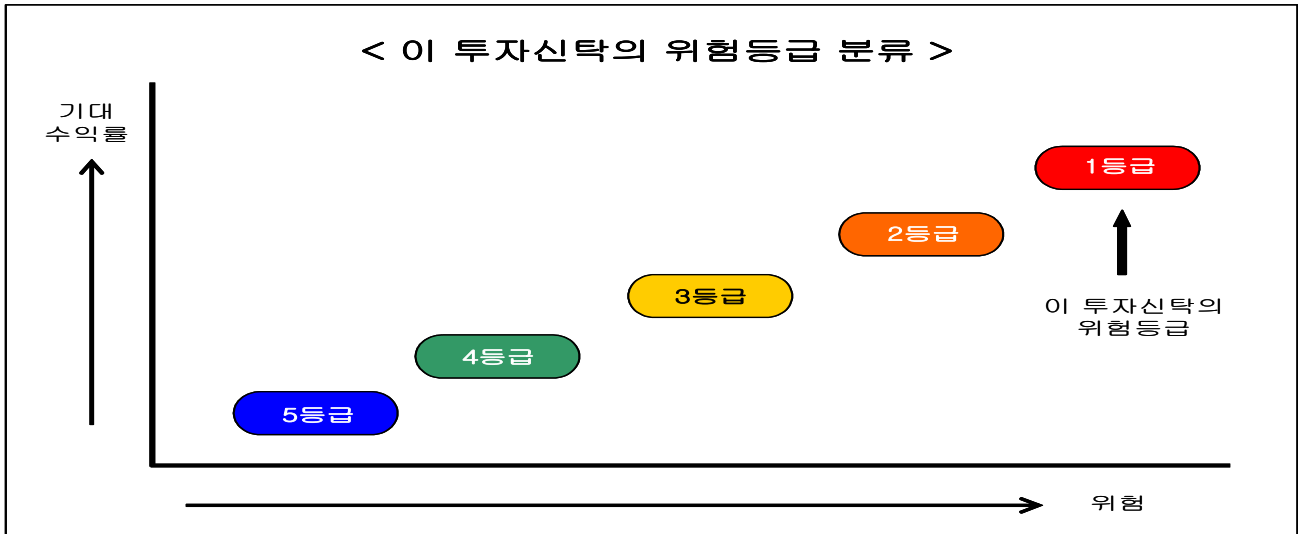 < 이 투자신탁의 위험등급 분류 >
기대
수익률
1등급
2등급
3등급
이 투자신탁의
위험등급
4등급
5등급
위험